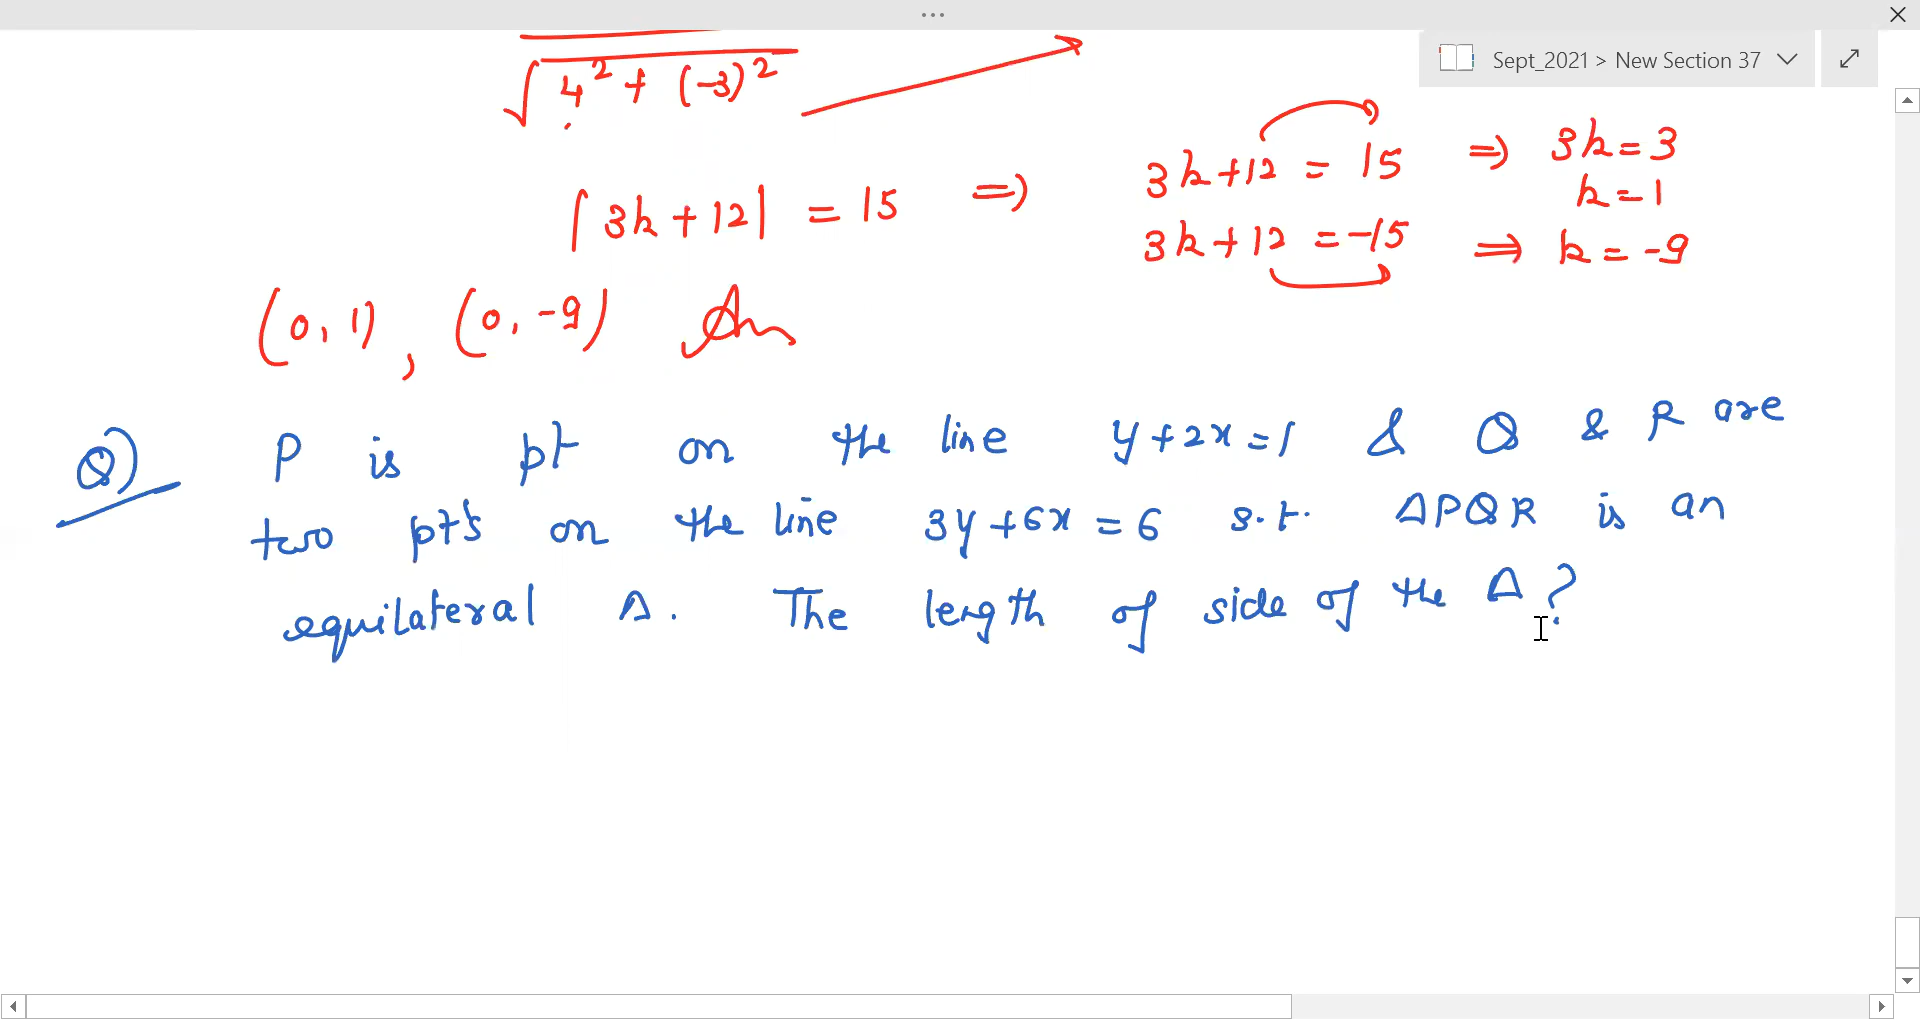 Sept_2021 > New Section 37
√4² + (-3)²
|3k + 12| = 15 ⇒
3k + 12 = 15 ⇒ 3k = 3
k = 1
3k + 12 = -15 ⇒ k = -9
(0, 1), (0, -9) Ans
Q) P is pt on the line y + 2x = 1 & Q & R are
two pt's on the line 3y + 6x = 6 s.t. ΔPQR is an
equilateral Δ. The length of side of the Δ?